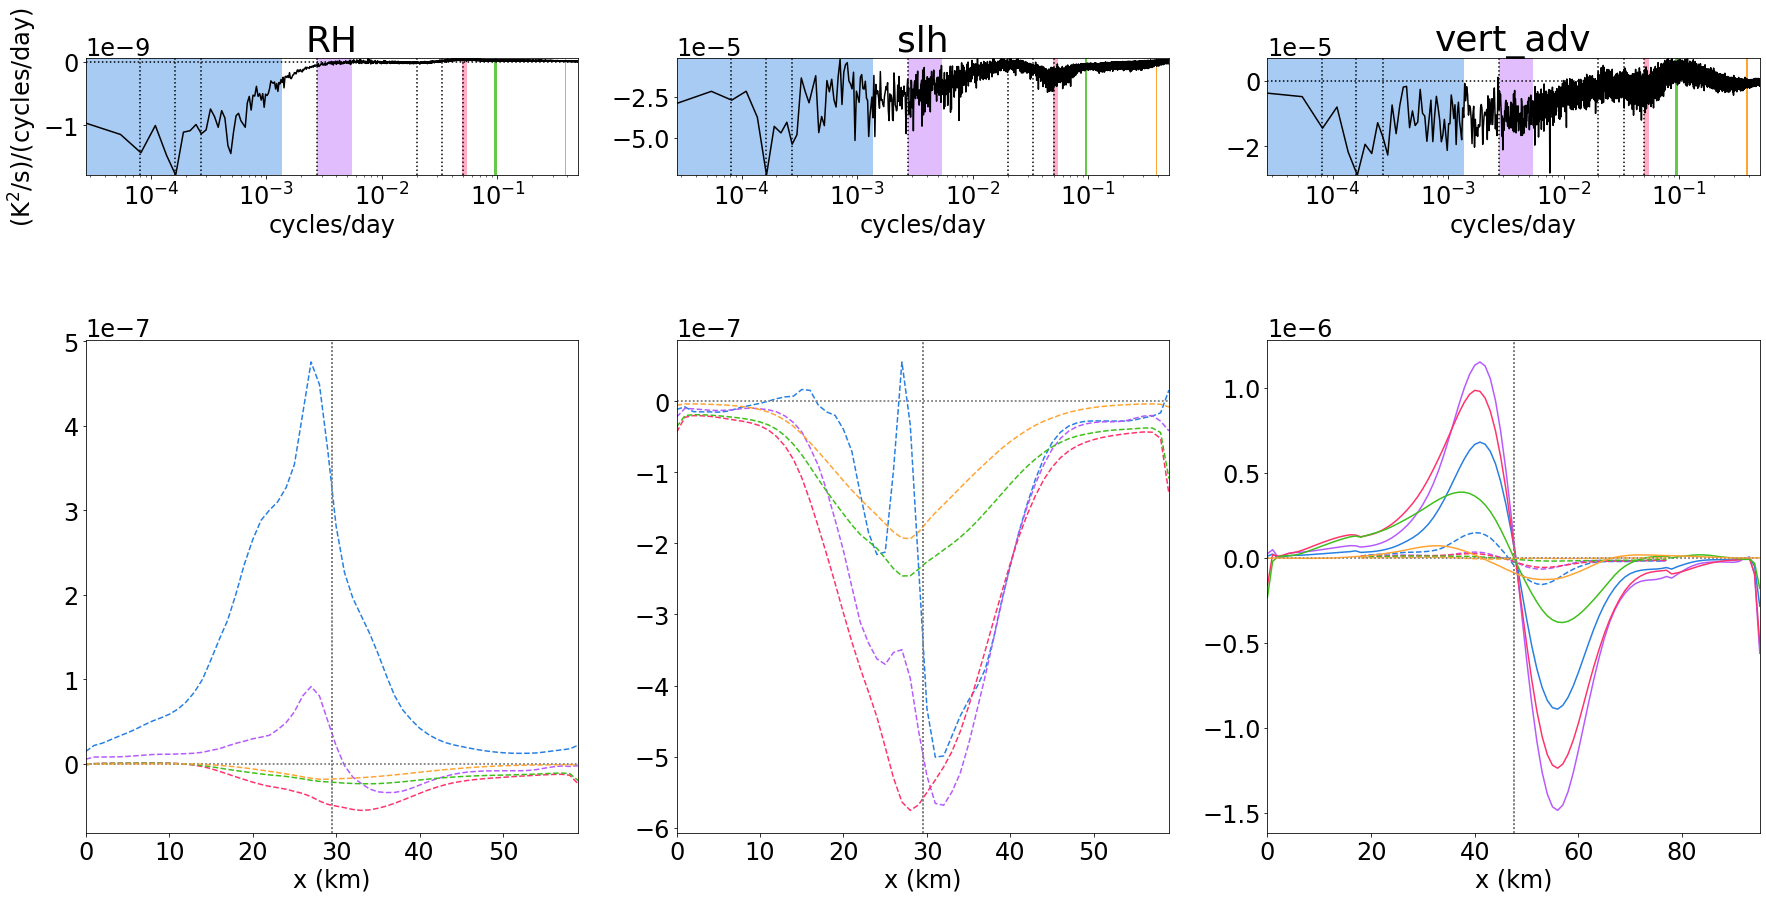 RH
1e−9
(K²/s)/(cycles/day)
0
−1
10⁻⁴ 10⁻³ 10⁻² 10⁻¹
cycles/day
slh
1e−5
−2.5
−5.0
10⁻⁴ 10⁻³ 10⁻² 10⁻¹
cycles/day
vert_adv
1e−5
0
−2
10⁻⁴ 10⁻³ 10⁻² 10⁻¹
cycles/day
1e−7
5
4
3
2
1
0
0 10 20 30 40 50
x (km)
1e−7
0
−1
−2
−3
−4
−5
−6
0 10 20 30 40 50
x (km)
1e−6
1.0
0.5
0.0
−0.5
−1.0
−1.5
0 20 40 60 80
x (km)